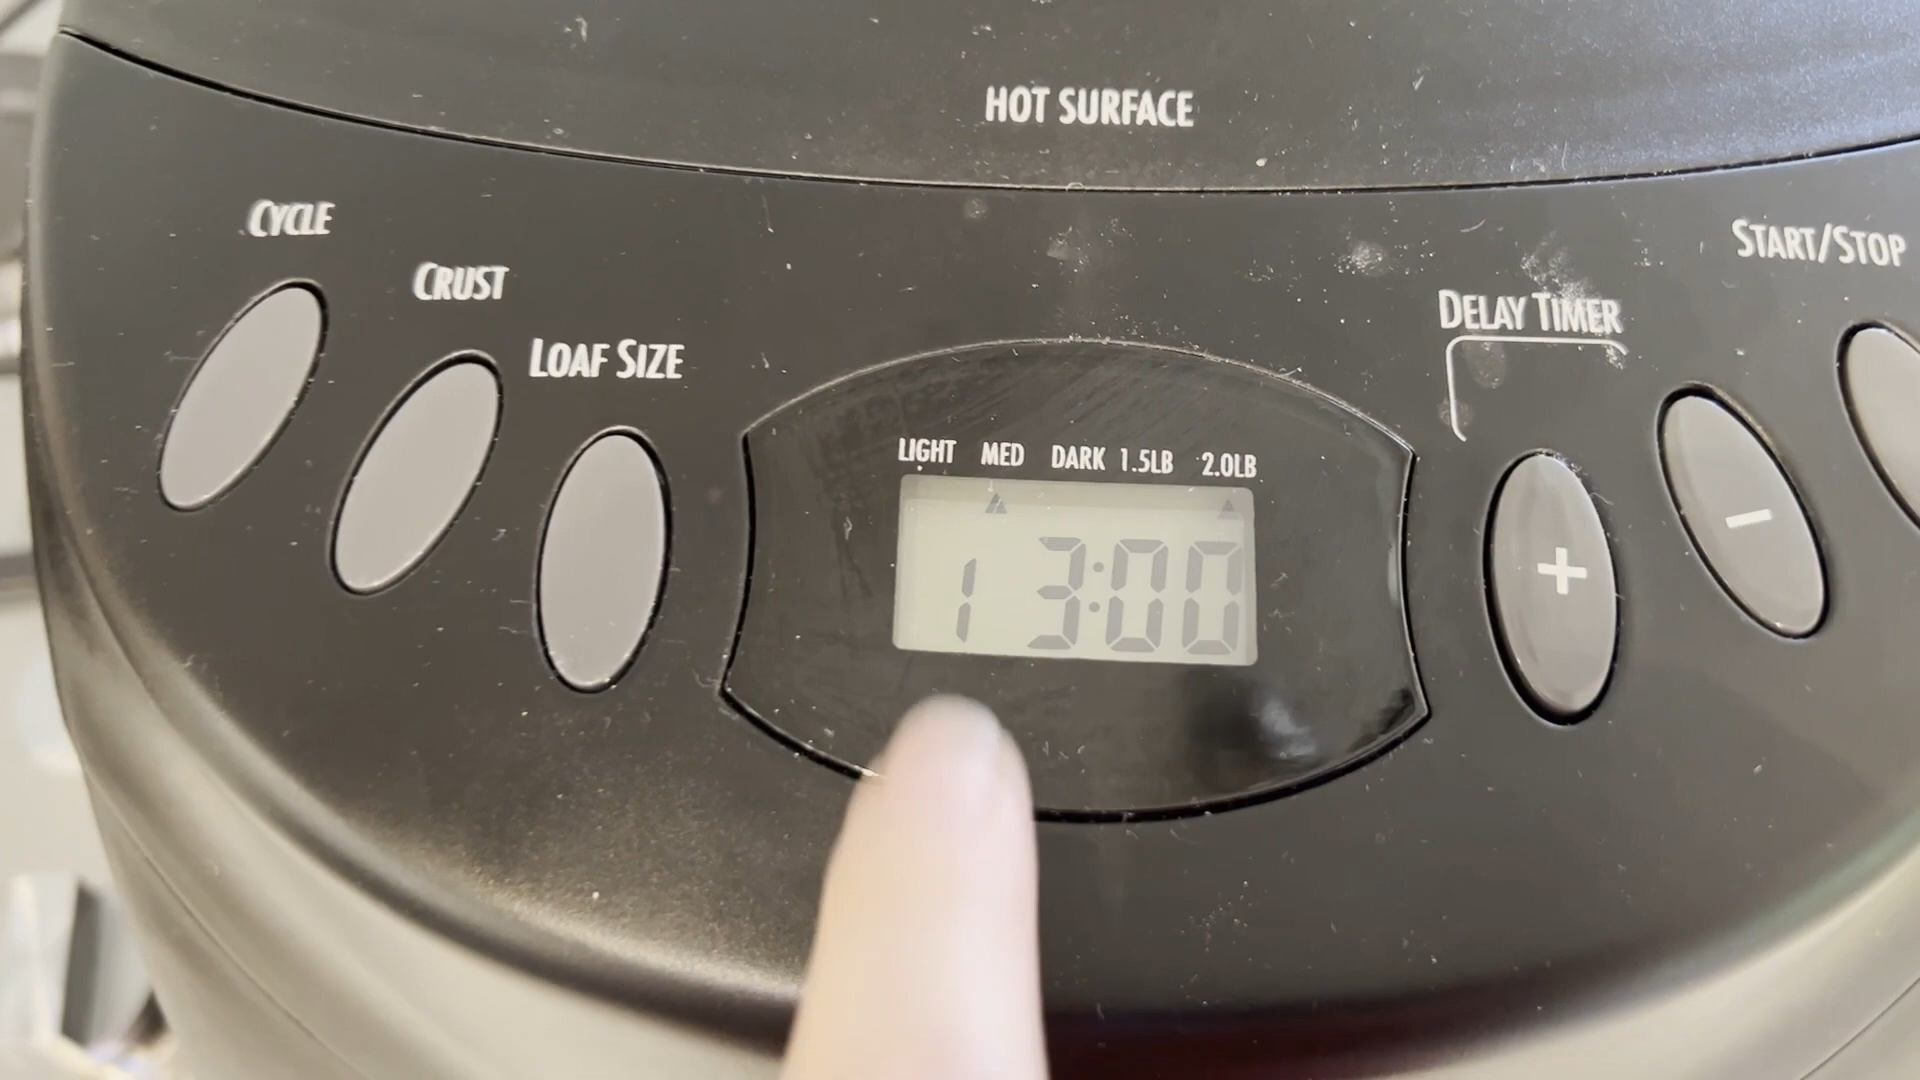 HOT SURFACE
CYCLE
CRUST
LOAF SIZE
DELAY TIMER
START/STOP
LIGHT MED DARK 1.5LB 2.0LB
1 3:00
+
-